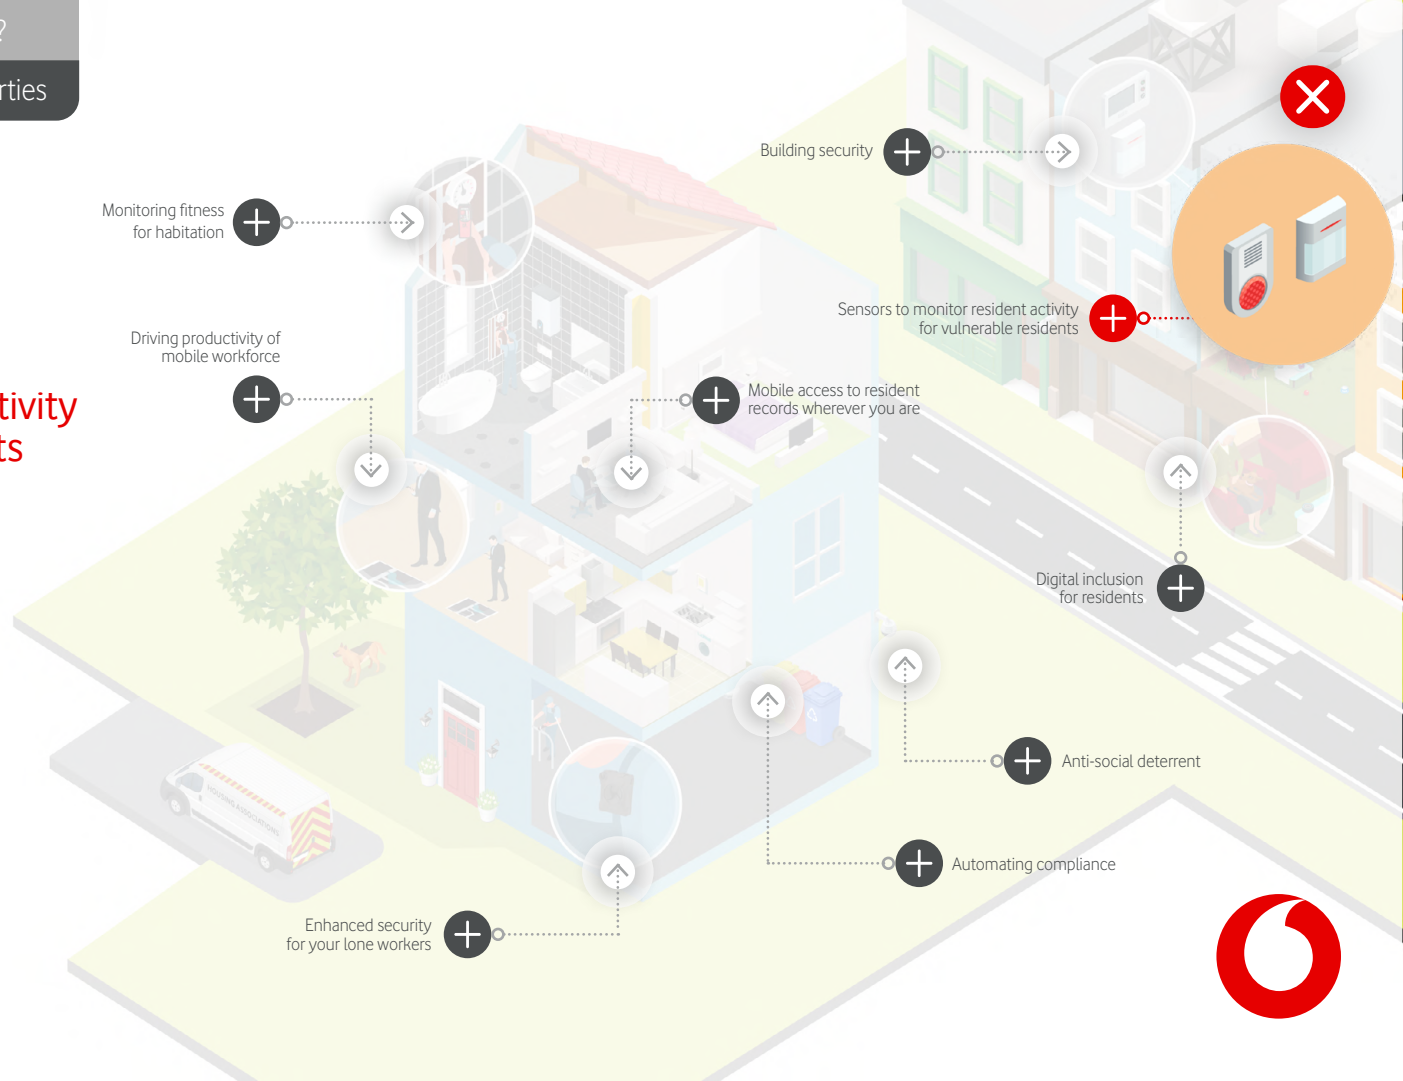 ?
rties
Building security
Monitoring fitness
for habitation
Sensors to monitor resident activity
for vulnerable residents
Driving productivity of
mobile workforce
Mobile access to resident
records wherever you are
tivity
ts
Digital inclusion
for residents
Anti-social deterrent
HOUSING ASSOCIATIONS
Automating compliance
Enhanced security
for your lone workers